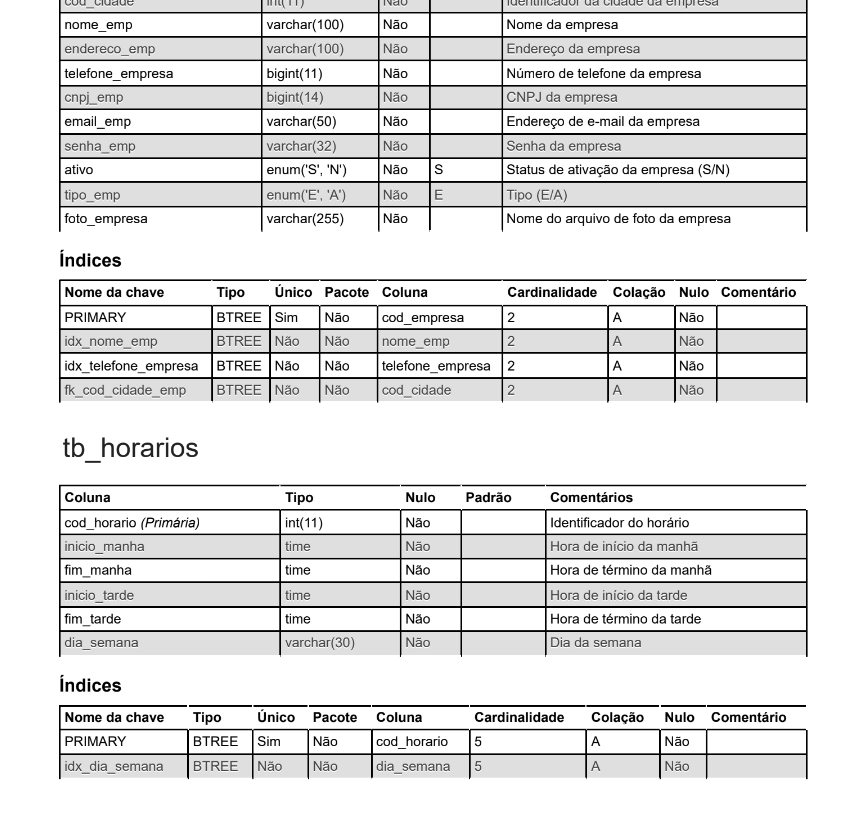 cod_cidade int(11) Não Identificador da cidade da empresa
nome_emp varchar(100) Não Nome da empresa
endereco_emp varchar(100) Não Endereço da empresa
telefone_empresa bigint(11) Não Número de telefone da empresa
cnpj_emp bigint(14) Não CNPJ da empresa
email_emp varchar(50) Não Endereço de e-mail da empresa
senha_emp varchar(32) Não Senha da empresa
ativo enum('S', 'N') Não S Status de ativação da empresa (S/N)
tipo_emp enum('E', 'A') Não E Tipo (E/A)
foto_empresa varchar(255) Não Nome do arquivo de foto da empresa
Índices
Nome da chave Tipo Único Pacote Coluna Cardinalidade Colação Nulo Comentário
PRIMARY BTREE Sim Não cod_empresa 2 A Não
idx_nome_emp BTREE Não Não nome_emp 2 A Não
idx_telefone_empresa BTREE Não Não telefone_empresa 2 A Não
fk_cod_cidade_emp BTREE Não Não cod_cidade 2 A Não
tb_horarios
Coluna Tipo Nulo Padrão Comentários
cod_horario (Primária) int(11) Não Identificador do horário
inicio_manha time Não Hora de início da manhã
fim_manha time Não Hora de término da manhã
inicio_tarde time Não Hora de início da tarde
fim_tarde time Não Hora de término da tarde
dia_semana varchar(30) Não Dia da semana
Índices
Nome da chave Tipo Único Pacote Coluna Cardinalidade Colação Nulo Comentário
PRIMARY BTREE Sim Não cod_horario 5 A Não
idx_dia_semana BTREE Não Não dia_semana 5 A Não